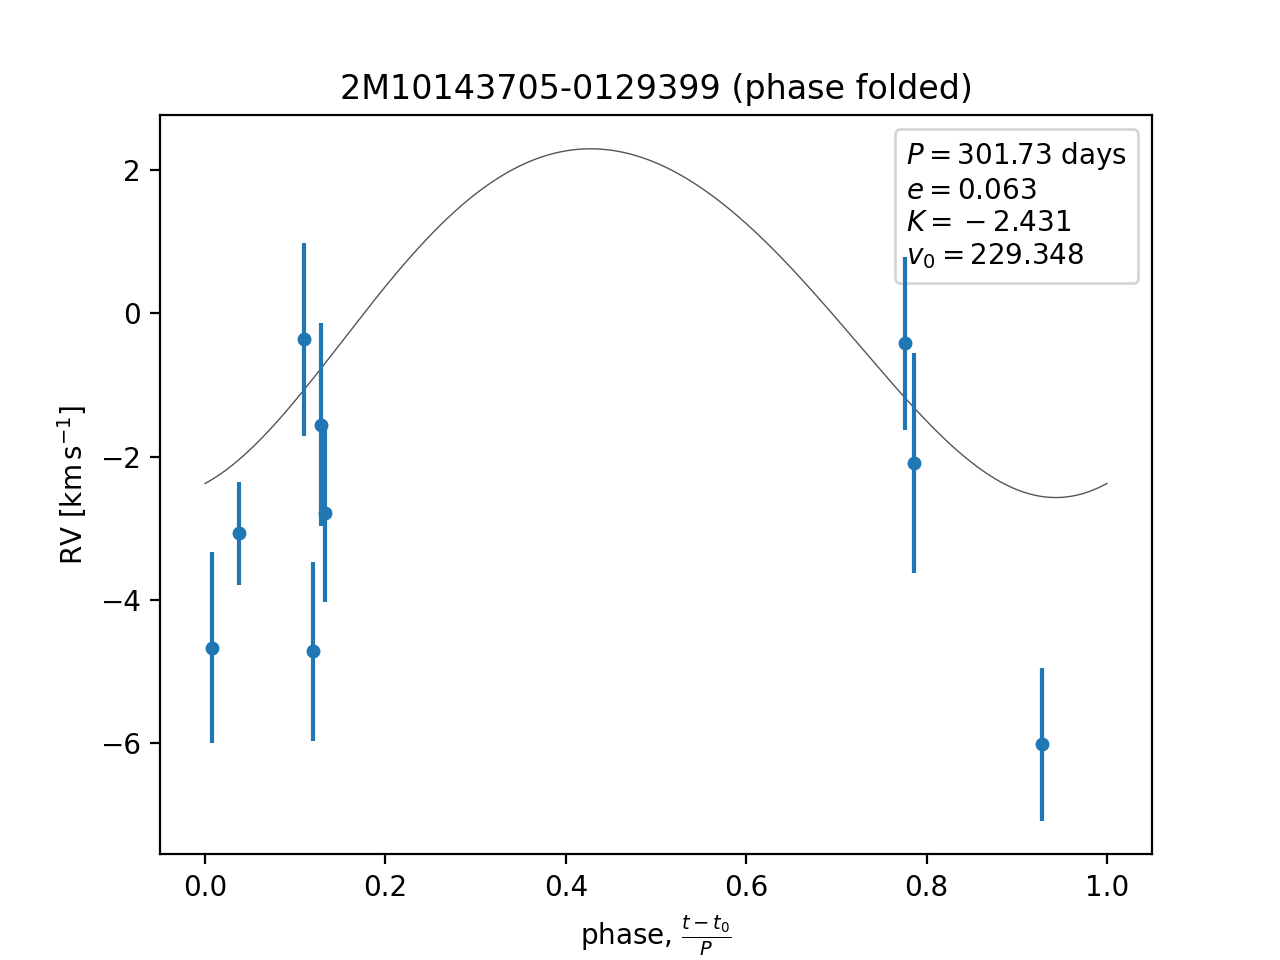 2M10143705-0129399 (phase folded)
P = 301.73 days
e = 0.063
K = −2.431
v₀ = 229.348
2
0
−2
−4
−6
RV [km s⁻¹]
0.0 0.2 0.4 0.6 0.8 1.0
phase, (t − t₀)/P